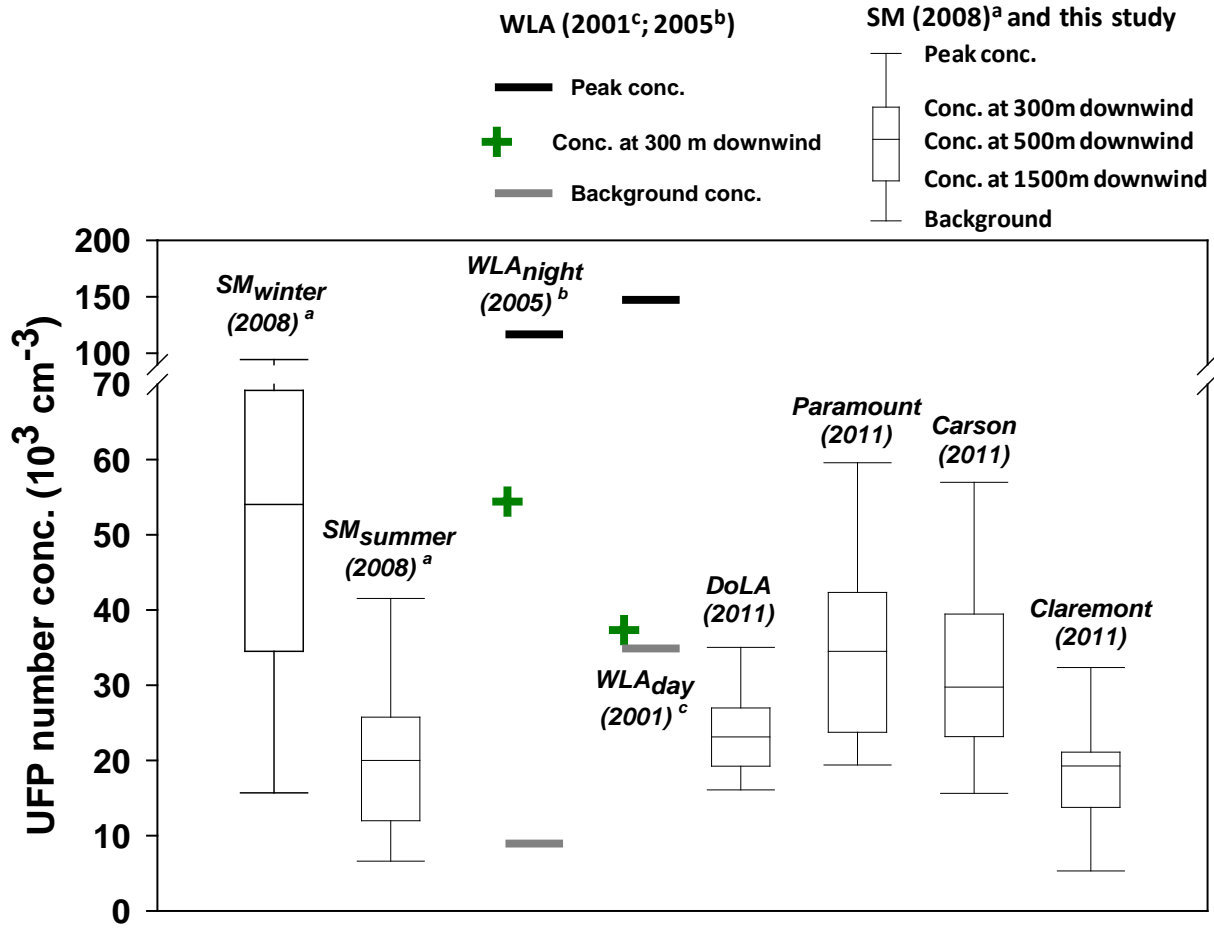 WLA (2001c; 2005b)
Peak conc.
Conc. at 300 m downwind
Background conc.
SM (2008)a and this study
Peak conc.
Conc. at 300m downwind
Conc. at 500m downwind
Conc. at 1500m downwind
Background
UFP number conc. (103 cm-3)
200
150
100
70
60
50
40
30
20
10
0
SMwinter
(2008) a
SMsummer
(2008) a
WLAnight
(2005) b
WLAday
(2001) c
DoLA
(2011)
Paramount
(2011)
Carson
(2011)
Claremont
(2011)